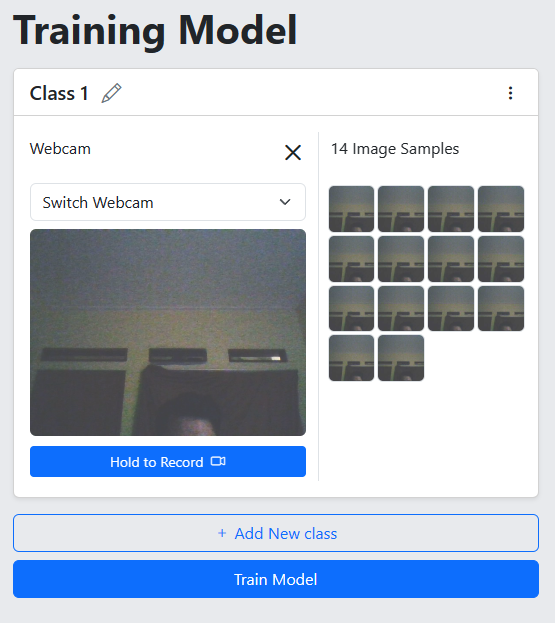 Training Model
Class 1
Webcam
14 Image Samples
Switch Webcam
Hold to Record
+ Add New class
Train Model